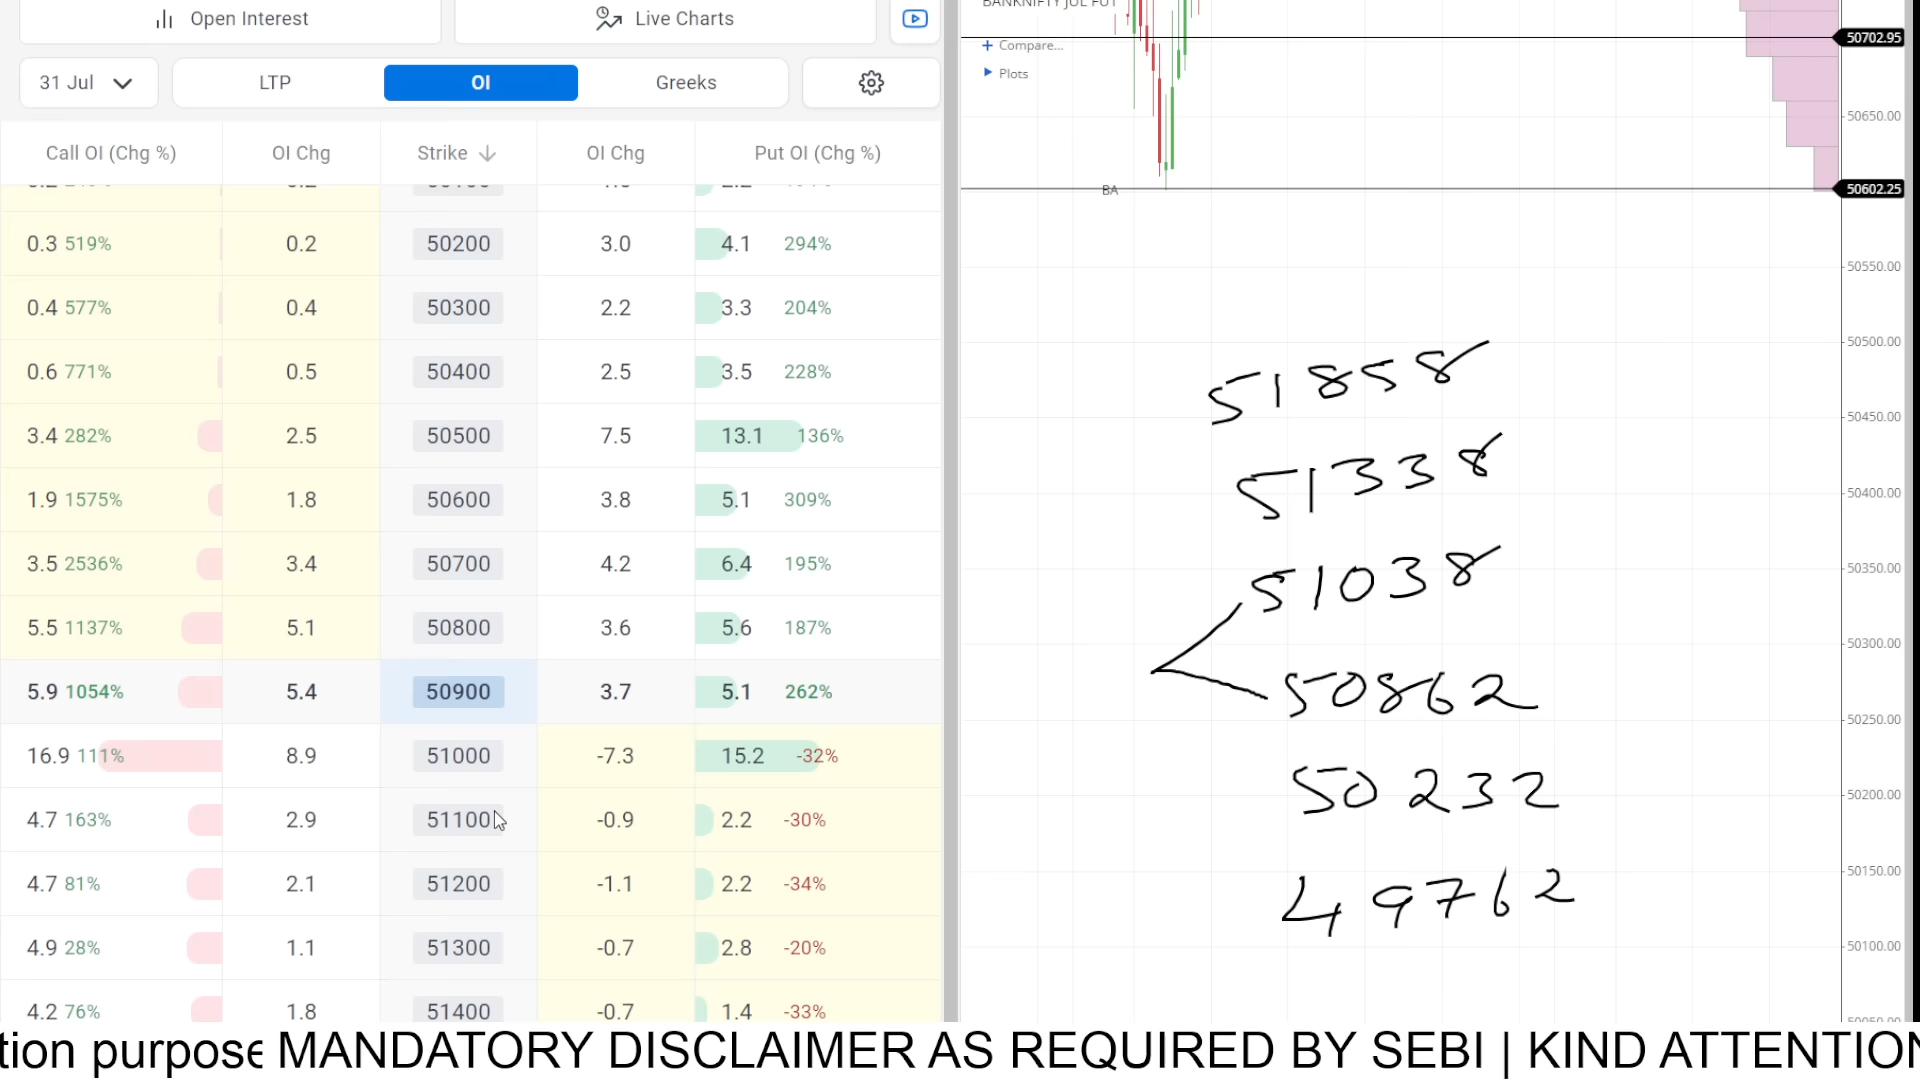 Open Interest
Live Charts
31 Jul
LTP
OI
Greeks
Call OI (Chg %)
OI Chg
Strike
OI Chg
Put OI (Chg %)
0.3 519% 0.2 50200 3.0 4.1 294%
0.4 577% 0.4 50300 2.2 3.3 204%
0.6 771% 0.5 50400 2.5 3.5 228%
3.4 282% 2.5 50500 7.5 13.1 136%
1.9 1575% 1.8 50600 3.8 5.1 309%
3.5 2536% 3.4 50700 4.2 6.4 195%
5.5 1137% 5.1 50800 3.6 5.6 187%
5.9 1054% 5.4 50900 3.7 5.1 262%
16.9 111% 8.9 51000 -7.3 15.2 -32%
4.7 163% 2.9 51100 -0.9 2.2 -30%
4.7 81% 2.1 51200 -1.1 2.2 -34%
4.9 28% 1.1 51300 -0.7 2.8 -20%
4.2 76% 1.8 51400 -0.7 1.4 -33%
BANKNIFTY JUL FUT
Compare...
Plots
BA
50702.95
50650.00
50602.25
50550.00
50500.00
50450.00
50400.00
50350.00
50300.00
50250.00
50200.00
50150.00
50100.00
51858
51338
51038
50862
50232
49762
tion purpose MANDATORY DISCLAIMER AS REQUIRED BY SEBI | KIND ATTENTION